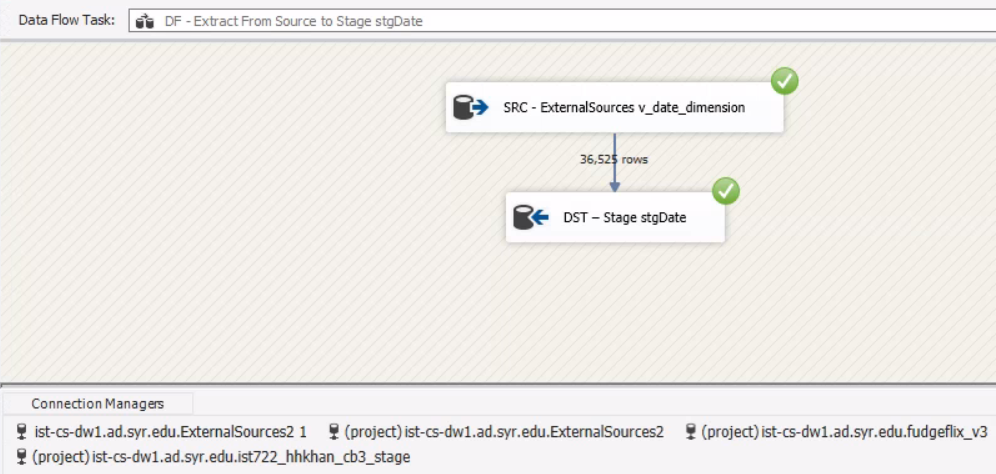 Data Flow Task: DF - Extract From Source to Stage stgDate
SRC - ExternalSources v_date_dimension
36,525 rows
DST – Stage stgDate
Connection Managers
ist-cs-dw1.ad.syr.edu.ExternalSources2 1 (project) ist-cs-dw1.ad.syr.edu.ExternalSources2 (project) ist-cs-dw1.ad.syr.edu.fudgeflix_v3
(project) ist-cs-dw1.ad.syr.edu.ist722_hhkhan_cb3_stage